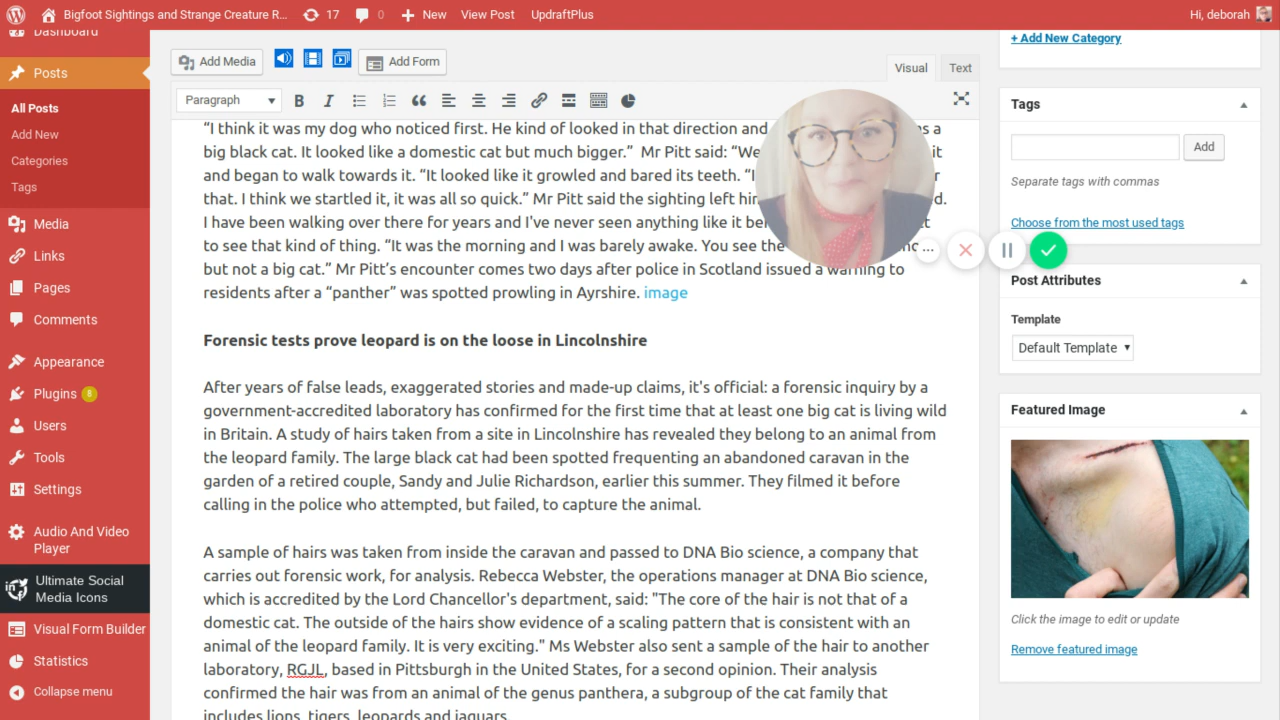 Bigfoot Sightings and Strange Creature R...
17
0
New
View Post
UpdraftPlus
Hi, deborah
Dashboard
Posts
All Posts
Add New
Categories
Tags
Media
Links
Pages
Comments
Appearance
Plugins 8
Users
Tools
Settings
Audio And Video
Player
Ultimate Social
Media Icons
Visual Form Builder
Statistics
Collapse menu
Add Media
Add Form
Visual
Text
Paragraph
“I think it was my dog who noticed first. He kind of looked in that direction and a
big black cat. It looked like a domestic cat but much bigger.” Mr Pitt said: it
and began to walk towards it. “It looked like it growled and bared its teeth.
that. I think we startled it, it was all so quick.” Mr Pitt said the sighting left
I have been walking over there for years and I've never seen anything like it
to see that kind of thing. “It was the morning and I was barely awake. You see the
but not a big cat.” Mr Pitt’s encounter comes two days after police in Scotland issued a warning to
residents after a “panther” was spotted prowling in Ayrshire. image
Forensic tests prove leopard is on the loose in Lincolnshire
After years of false leads, exaggerated stories and made-up claims, it's official: a forensic inquiry by a
government-accredited laboratory has confirmed for the first time that at least one big cat is living wild
in Britain. A study of hairs taken from a site in Lincolnshire has revealed they belong to an animal from
the leopard family. The large black cat had been spotted frequenting an abandoned caravan in the
garden of a retired couple, Sandy and Julie Richardson, earlier this summer. They filmed it before
calling in the police who attempted, but failed, to capture the animal.
A sample of hairs was taken from inside the caravan and passed to DNA Bio science, a company that
carries out forensic work, for analysis. Rebecca Webster, the operations manager at DNA Bio science,
which is accredited by the Lord Chancellor's department, said: "The core of the hair is not that of a
domestic cat. The outside of the hairs show evidence of a scaling pattern that is consistent with an
animal of the leopard family. It is very exciting." Ms Webster also sent a sample of the hair to another
laboratory, RGJL, based in Pittsburgh in the United States, for a second opinion. Their analysis
confirmed the hair was from an animal of the genus panthera, a subgroup of the cat family that
includes lions, tigers, leopards and jaguars.
+ Add New Category
Tags
Add
Separate tags with commas
Choose from the most used tags
Post Attributes
Template
Default Template
Featured Image
Click the image to edit or update
Remove featured image